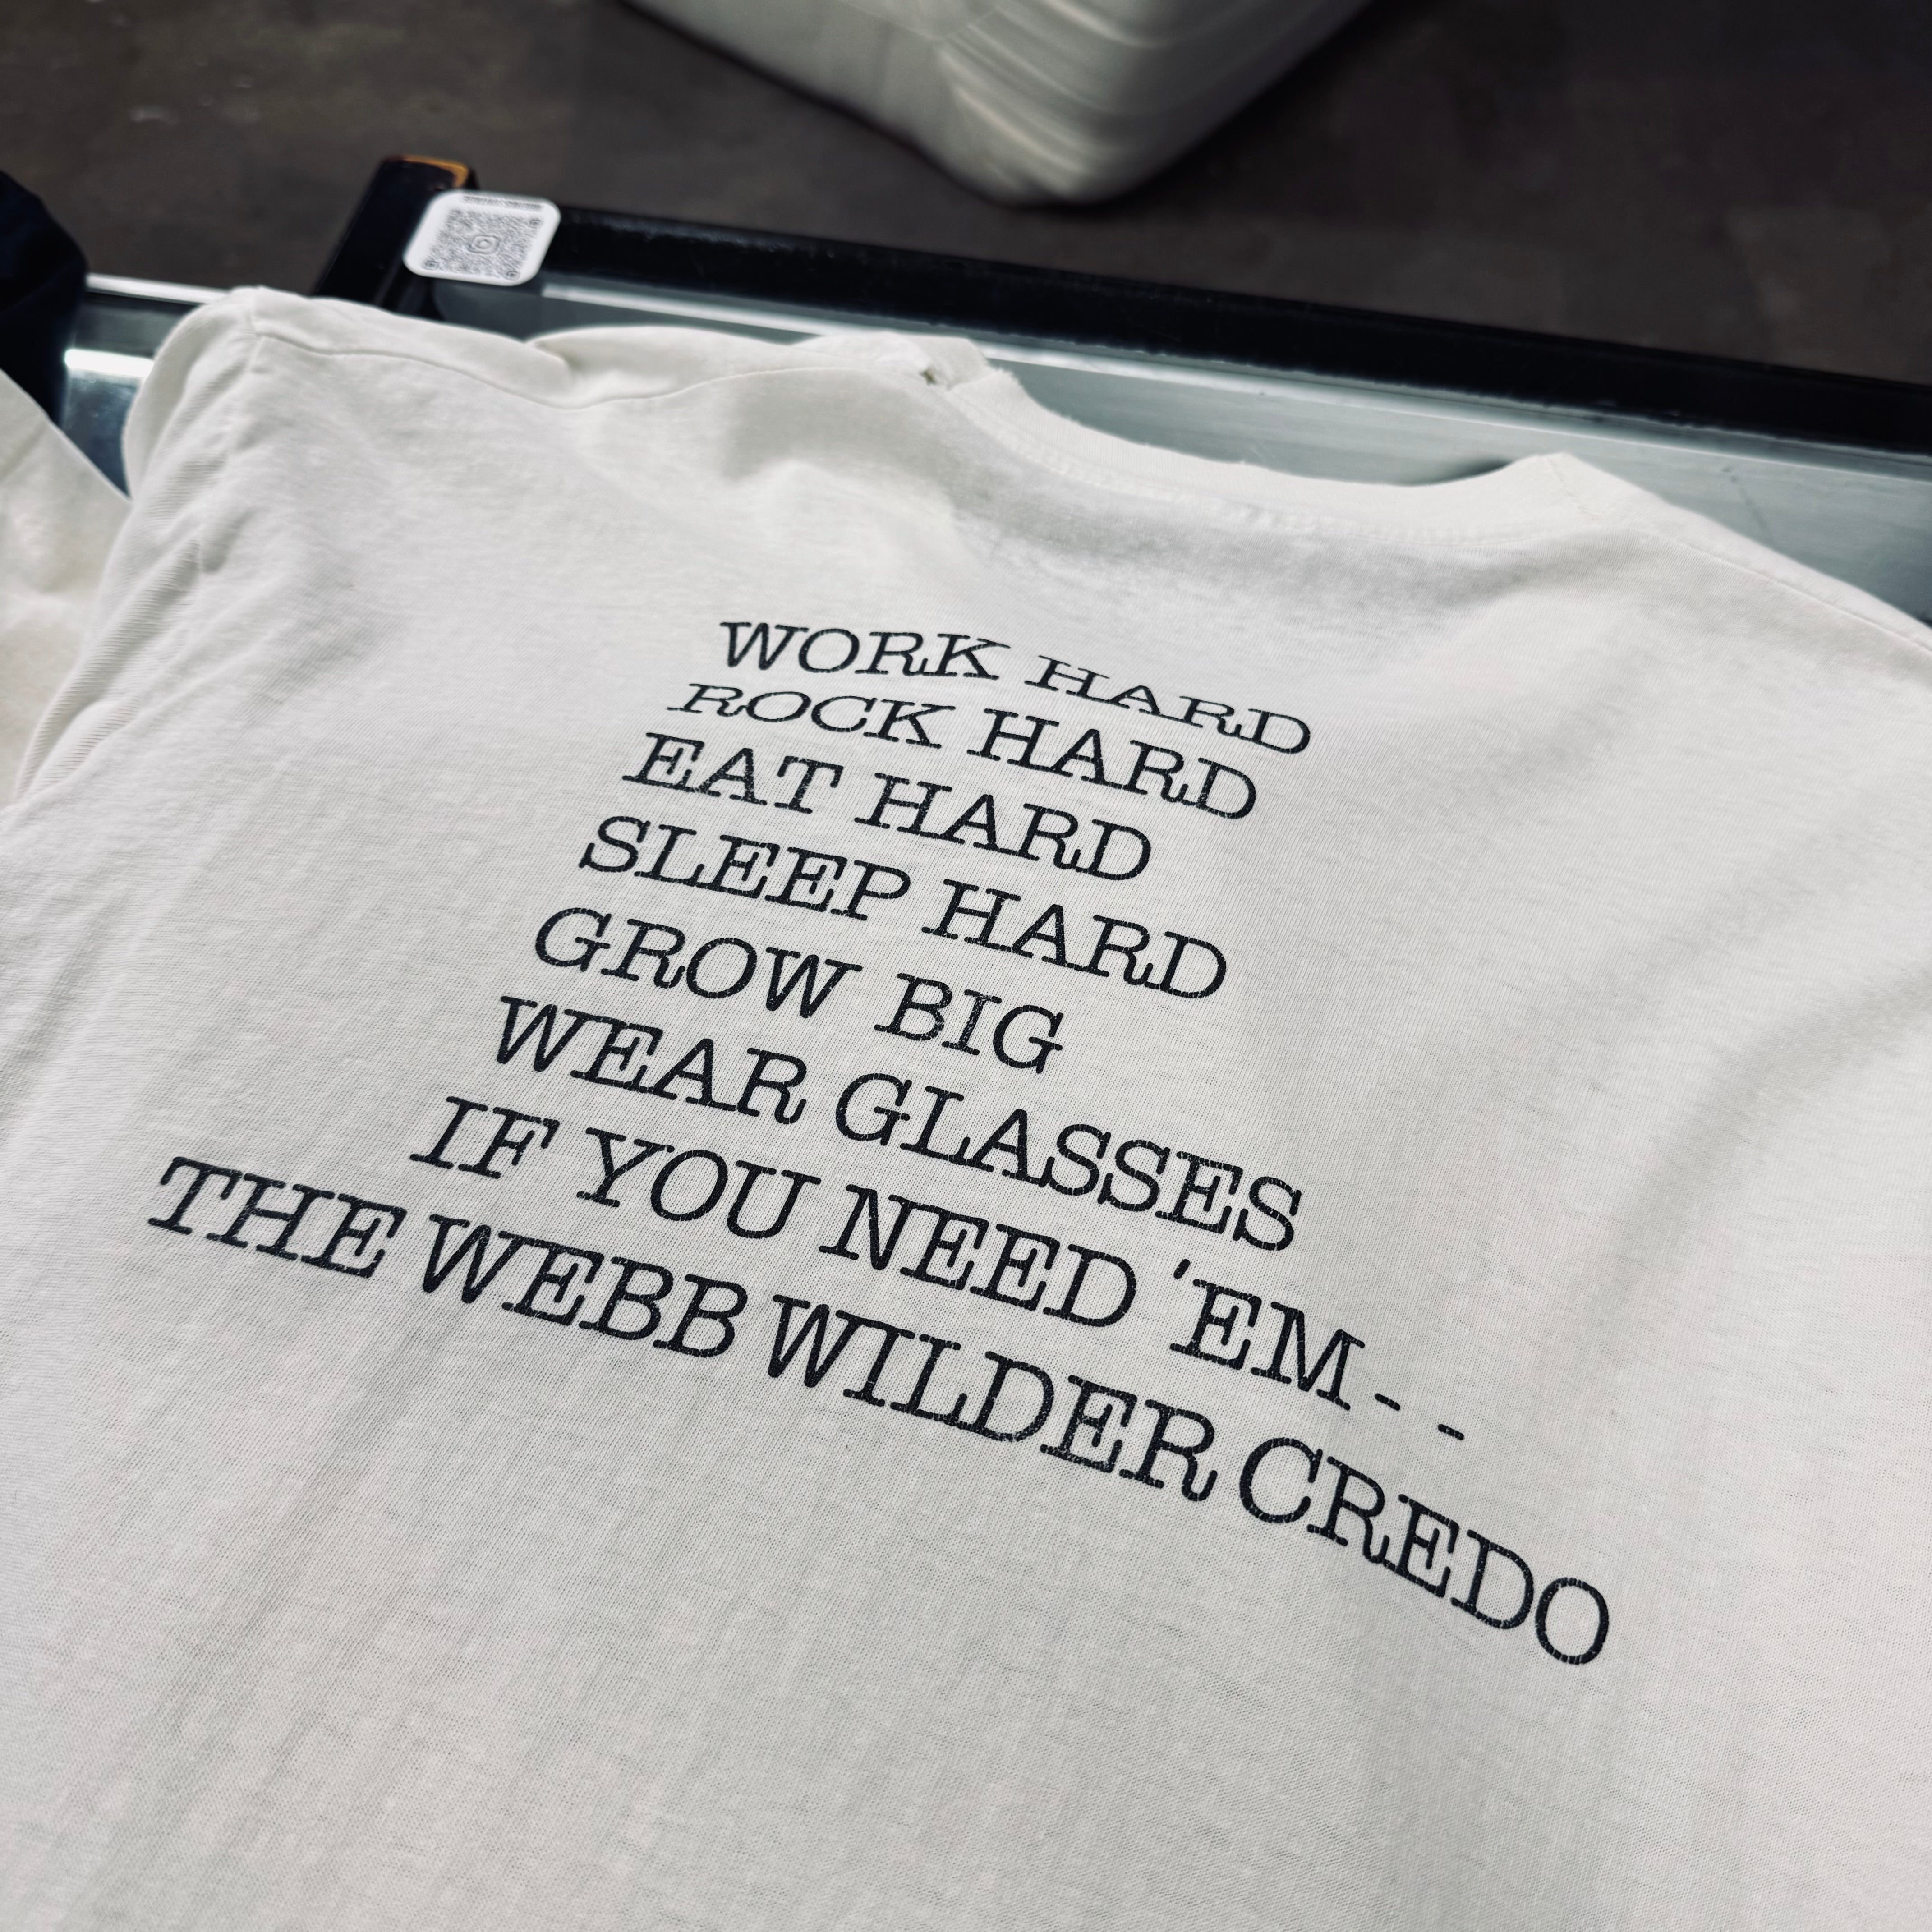 WORK HARD
ROCK HARD
EAT HARD
SLEEP HARD
GROW BIG
WEAR GLASSES
IF YOU NEED 'EM - -
THE WEBB WILDER CREDO